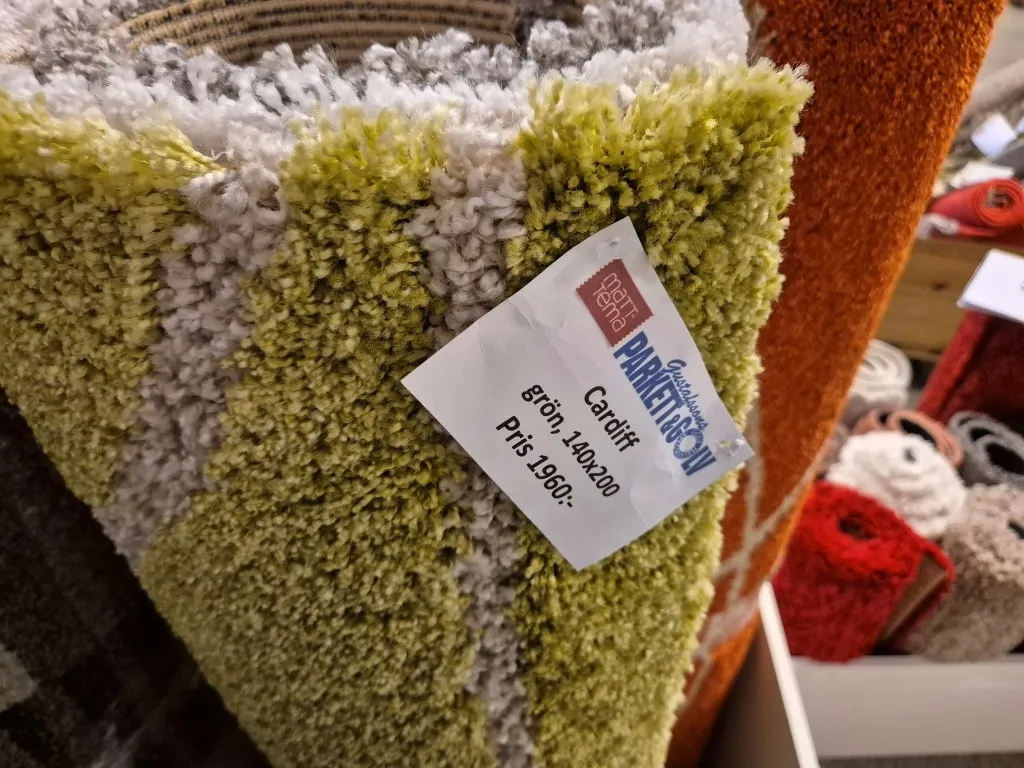 MATT
Tema
Gustafssons
PARKETT & GOLV
Cardiff
grön, 140x200
Pris 1960:-